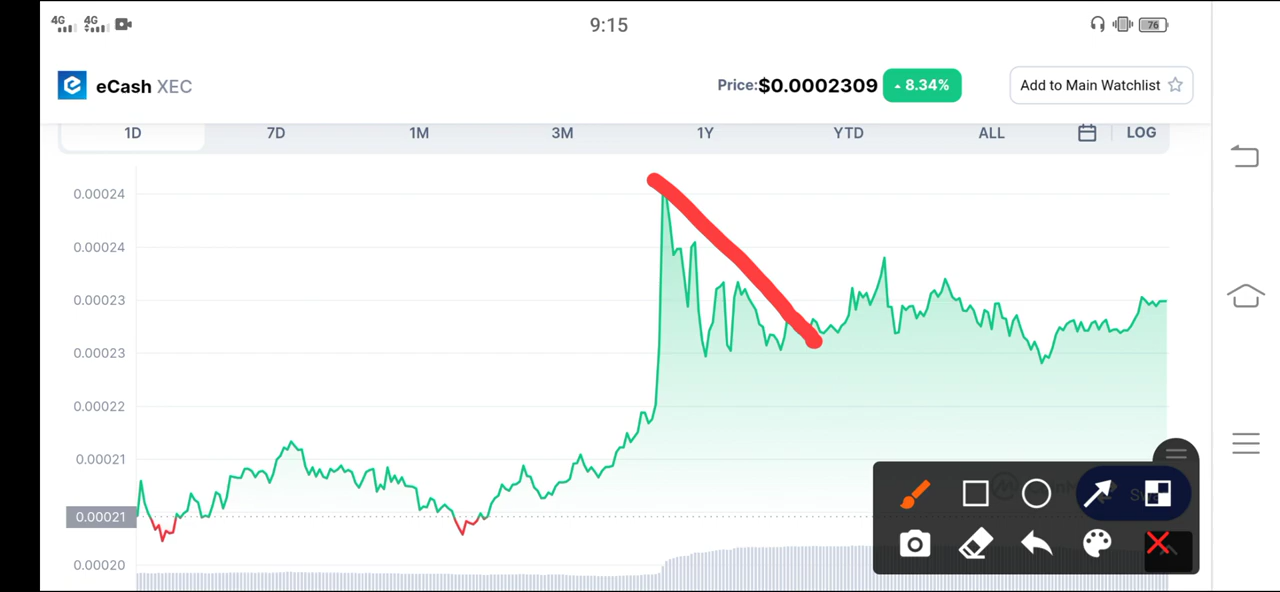 4G 4G 9:15 76
eCash XEC Price:$0.0002309 8.34% Add to Main Watchlist
1D 7D 1M 3M 1Y YTD ALL LOG
0.00024
0.00024
0.00023
0.00023
0.00022
0.00021
0.00021
0.00020